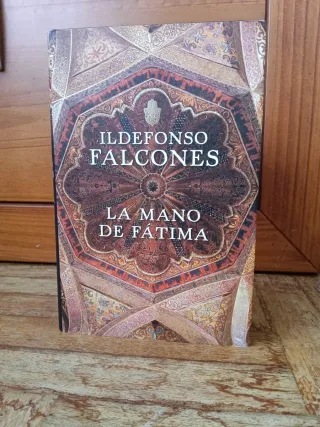 ILDEFONSO
FALCONES
LA MANO
DE FÁTIMA